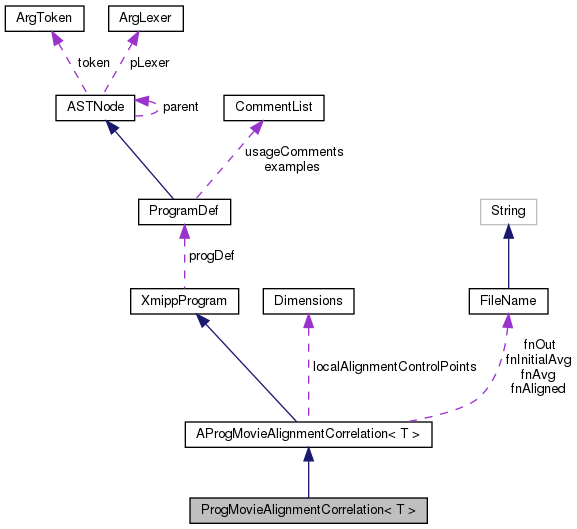 ArgToken
ArgLexer
token
pLexer
ASTNode
parent
CommentList
usageComments
examples
ProgramDef
String
progDef
XmippProgram
Dimensions
FileName
localAlignmentControlPoints
fnOut
fnInitialAvg
fnAvg
fnAligned
AProgMovieAlignmentCorrelation< T >
ProgMovieAlignmentCorrelation< T >